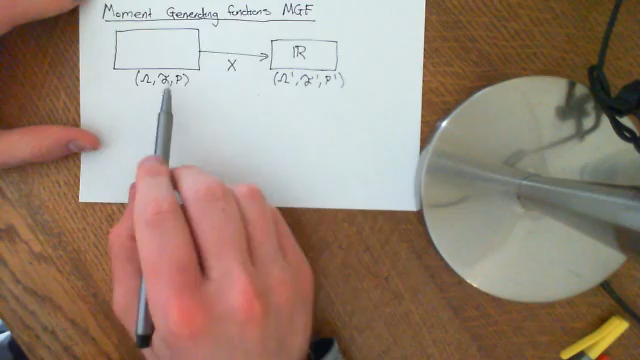 Moment Generating functions MGF
ℝ
X
(Ω, ℱ, P) (Ω', ℱ', P')